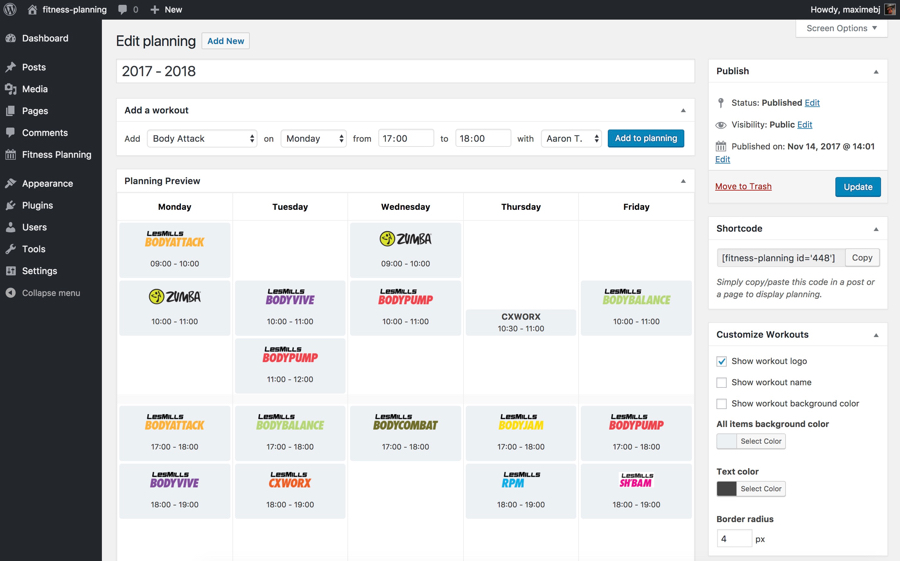 fitness-planning 0 New Howdy, maximebj
Screen Options
Dashboard
Posts
Media
Pages
Comments
Fitness Planning
Appearance
Plugins
Users
Tools
Settings
Collapse menu
Edit planning Add New
2017 - 2018
Add a workout
Add Body Attack on Monday from 17:00 to 18:00 with Aaron T. Add to planning
Planning Preview
Monday Tuesday Wednesday Thursday Friday
LesMills
BODYATTACK ZUMBA
09:00 - 10:00 09:00 - 10:00
ZUMBA LesMills BODYVIVE LesMills BODYPUMP LesMills BODYBALANCE
CXWORX
10:00 - 11:00 10:00 - 11:00 10:00 - 11:00 10:30 - 11:00 10:00 - 11:00
LesMills
BODYPUMP
11:00 - 12:00
LesMills LesMills LesMills LesMills LesMills
BODYATTACK BODYBALANCE BODYCOMBAT BODYJAM BODYPUMP
17:00 - 18:00 17:00 - 18:00 17:00 - 18:00 17:00 - 18:00 17:00 - 18:00
LesMills LesMills LesMills LesMills
BODYVIVE CXWORX RPM SH'BAM
18:00 - 19:00 18:00 - 19:00 18:00 - 19:00 18:00 - 19:00
Publish
Status: Published Edit
Visibility: Public Edit
Published on: Nov 14, 2017 @ 14:01
Edit
Move to Trash Update
Shortcode
[fitness-planning id='448'] Copy
Simply copy/paste this code in a post or
a page to display planning.
Customize Workouts
Show workout logo
Show workout name
Show workout background color
All items background color
Select Color
Text color
Select Color
Border radius
4 px